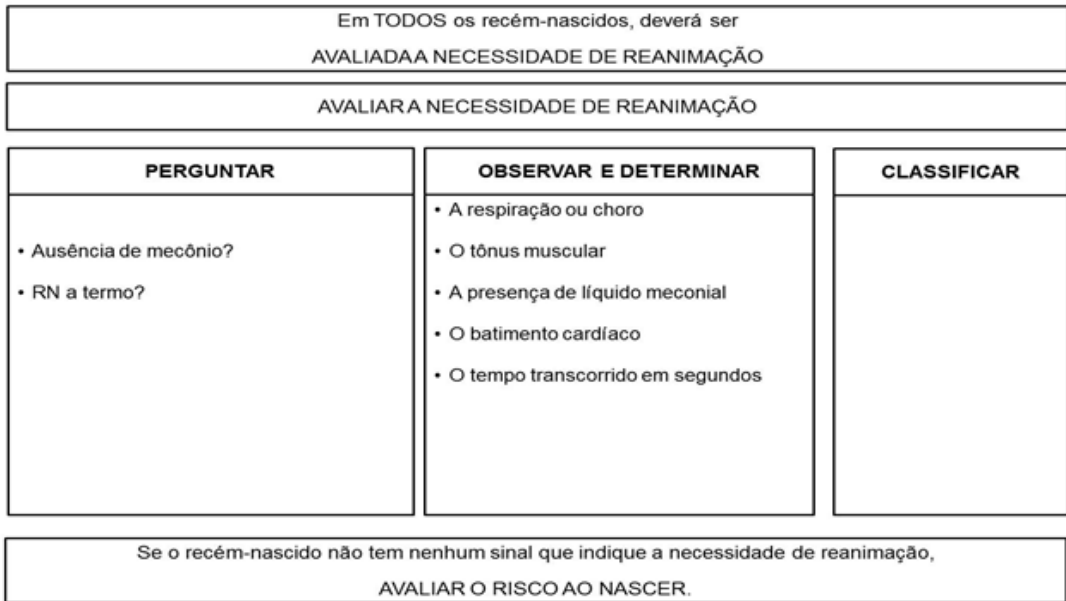 Em TODOS os recém-nascidos, deverá ser
AVALIADA A NECESSIDADE DE REANIMAÇÃO
AVALIAR A NECESSIDADE DE REANIMAÇÃO
PERGUNTAR
• Ausência de mecônio?
• RN a termo?
OBSERVAR E DETERMINAR
• A respiração ou choro
• O tônus muscular
• A presença de líquido meconial
• O batimento cardíaco
• O tempo transcorrido em segundos
CLASSIFICAR
Se o recém-nascido não tem nenhum sinal que indique a necessidade de reanimação,
AVALIAR O RISCO AO NASCER.